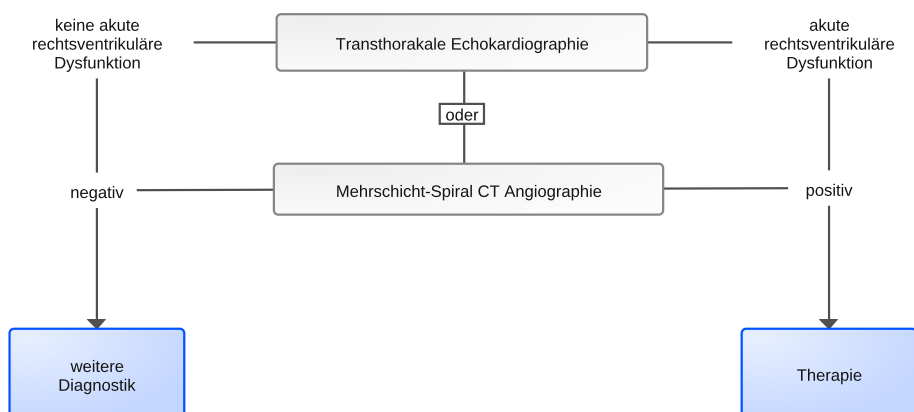 keine akute
rechtsventrikuläre
Dysfunktion
Transthorakale Echokardiographie
akute
rechtsventrikuläre
Dysfunktion
oder
negativ
Mehrschicht-Spiral CT Angiographie
positiv
weitere
Diagnostik
Therapie